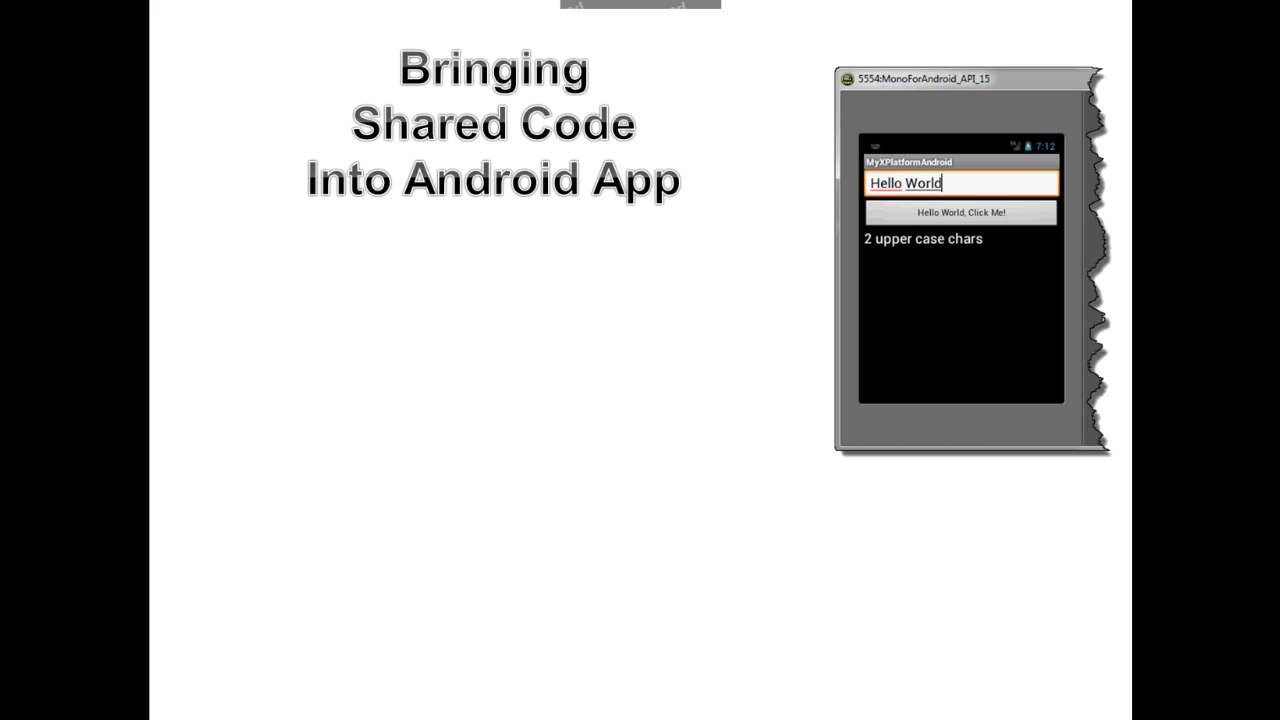 Bringing
Shared Code
Into Android App
5554:MonoForAndroid_API_15
7:12
MyXPlatformAndroid
Hello World
Hello World, Click Me!
2 upper case chars